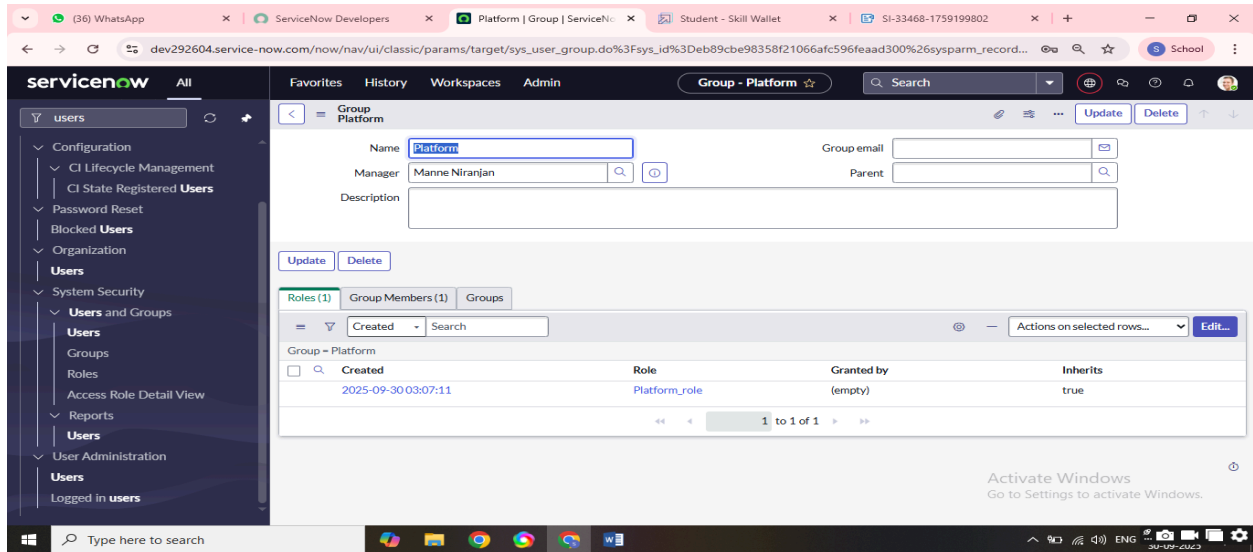 (36) WhatsApp
ServiceNow Developers
Platform | Group | ServiceNo
Student - Skill Wallet
SI-33468-1759199802
dev292604.service-now.com/now/nav/ui/classic/params/target/sys_user_group.do%3Fsys_id%3Deb89cbe98358f21066afc596feaad300%26sysparm_record...
S School
servicenow All Favorites History Workspaces Admin Group - Platform Search
users
Group
Platform
Update Delete
Name Platform Group email
Manager Manne Niranjan Parent
Description
Update Delete
Configuration
CI Lifecycle Management
CI State Registered Users
Password Reset
Blocked Users
Organization
Users
System Security
Users and Groups
Users
Groups
Roles
Access Role Detail View
Reports
Users
User Administration
Users
Logged in users
Roles (1) Group Members (1) Groups
Created Search Actions on selected rows... Edit...
Group = Platform
Created Role Granted by Inherits
2025-09-30 03:07:11 Platform_role (empty) true
1 to 1 of 1
Activate Windows
Go to Settings to activate Windows.
Type here to search
ENG
30-09-2025